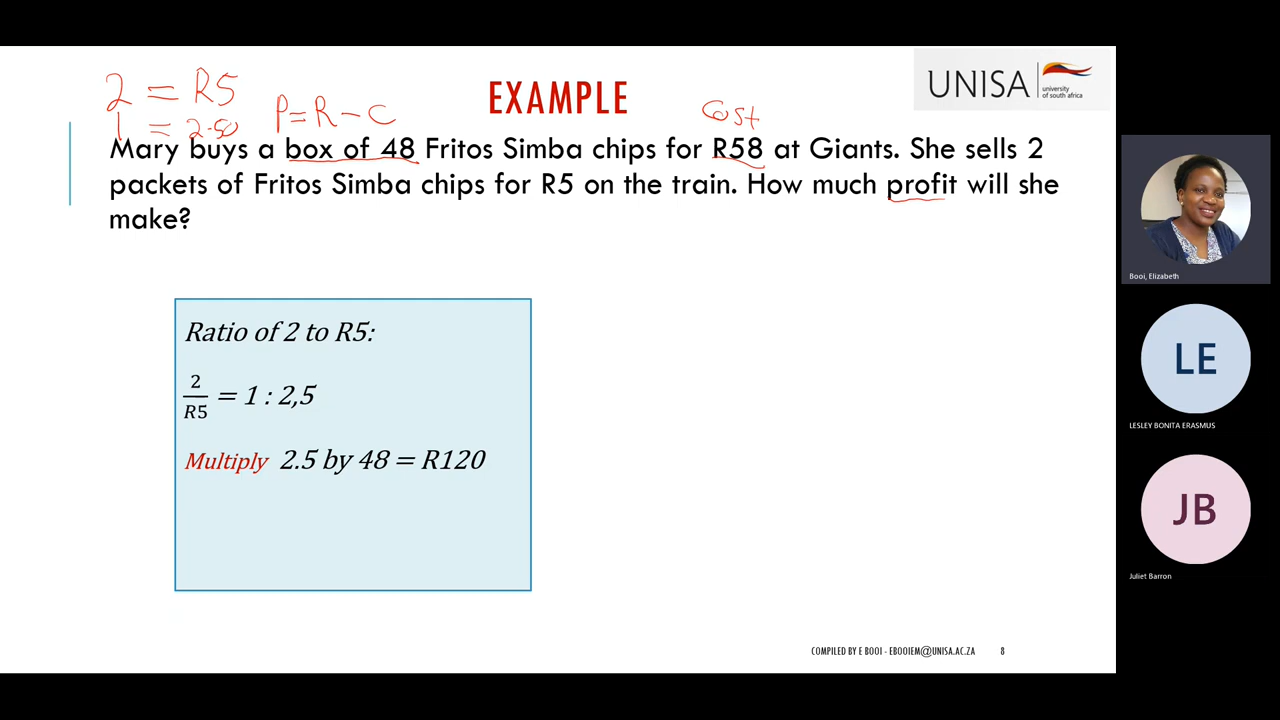 2 = R5
1 = 2.50
P=R-C
EXAMPLE
Cost
UNISA
university
of south africa
Mary buys a box of 48 Fritos Simba chips for R58 at Giants. She sells 2
packets of Fritos Simba chips for R5 on the train. How much profit will she
make?
Ratio of 2 to R5:
2/R5 = 1 : 2,5
Multiply 2.5 by 48 = R120
COMPILED BY E BOOI - EBOOIEM@UNISA.AC.ZA 8
Booi, Elizabeth
LE
LESLEY BONITA ERASMUS
JB
Juliet Barron